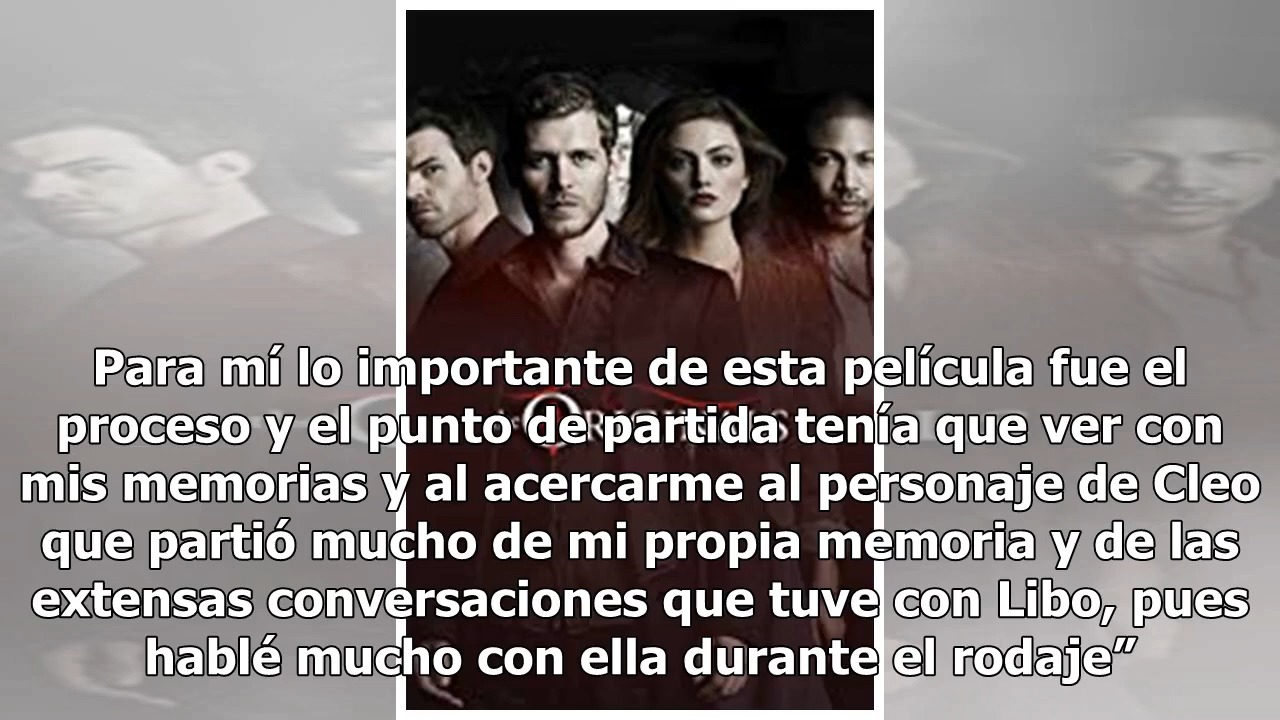 Para mí lo importante de esta película fue el
proceso y el punto de partida tenía que ver con
mis memorias y al acercarme al personaje de Cleo
que partió mucho de mi propia memoria y de las
extensas conversaciones que tuve con Libo, pues
hablé mucho con ella durante el rodaje”